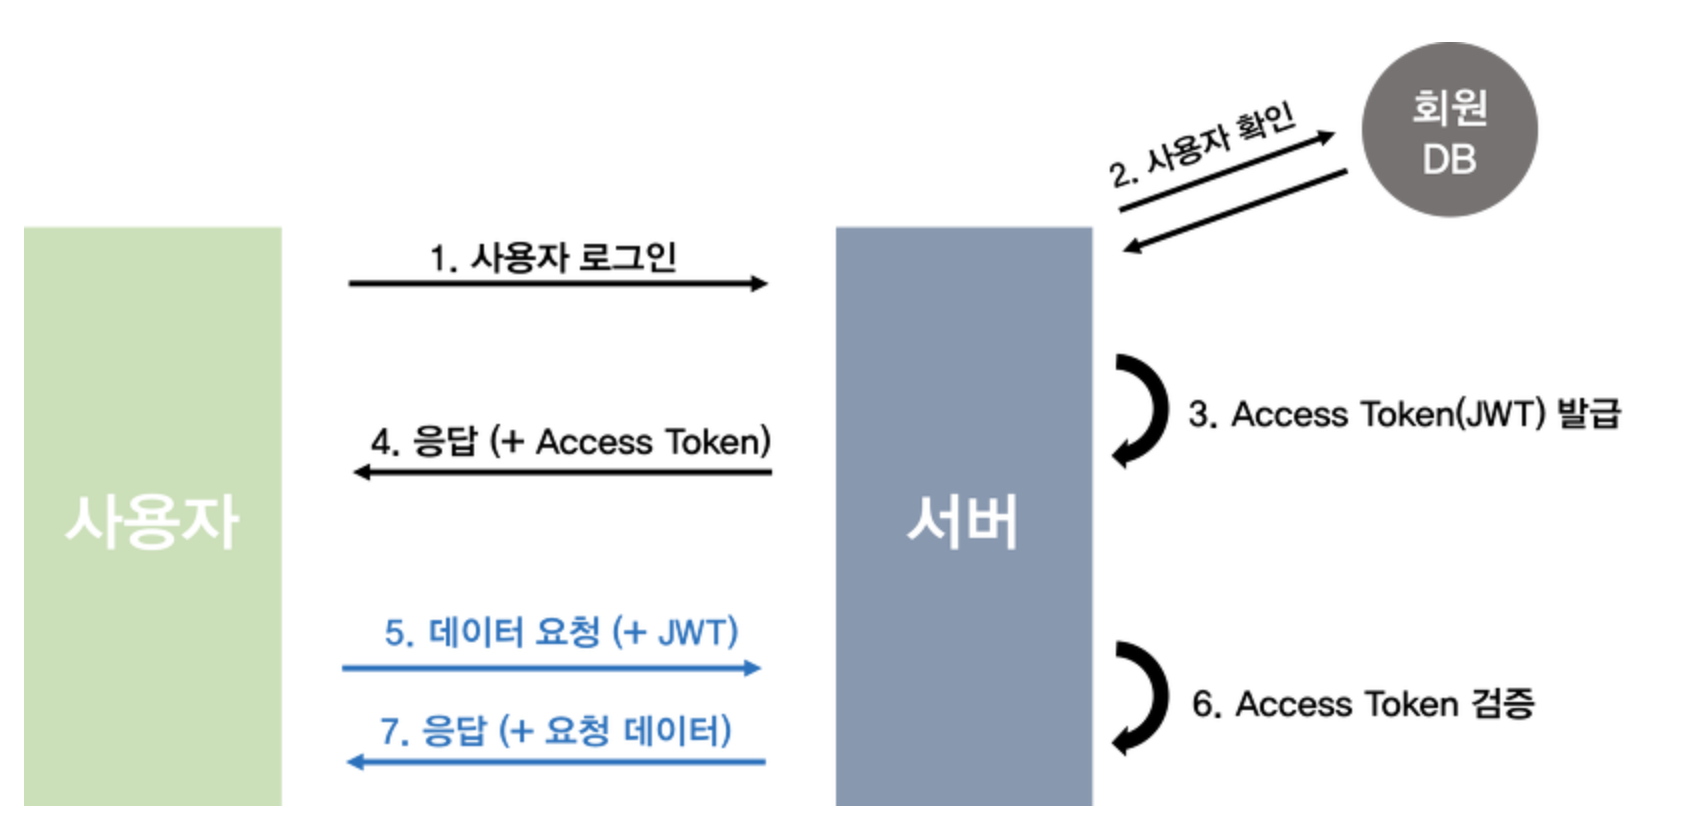 회원
DB
2. 사용자 확인
1. 사용자 로그인
3. Access Token(JWT) 발급
4. 응답 (+ Access Token)
사용자
서버
5. 데이터 요청 (+ JWT)
6. Access Token 검증
7. 응답 (+ 요청 데이터)